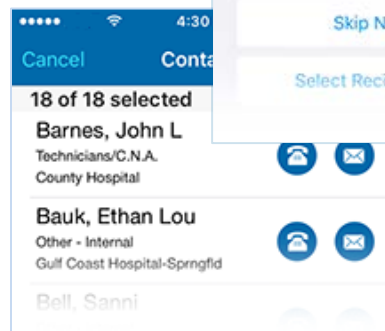 4:30
Skip N
Cancel Conta
Select Reci
18 of 18 selected
Barnes, John L
Technicians/C.N.A.
County Hospital
Bauk, Ethan Lou
Other - Internal
Gulf Coast Hospital-Sprngfld
Bell, Sanni